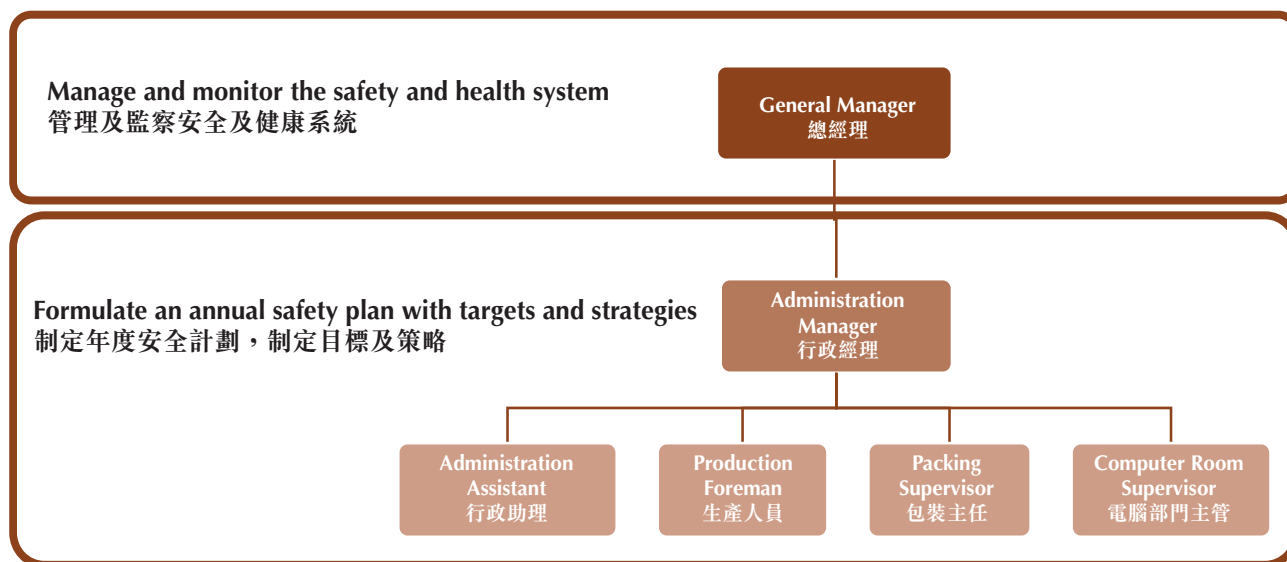 Manage and monitor the safety and health system
管理及監察安全及健康系統
General Manager
總經理
Formulate an annual safety plan with targets and strategies
制定年度安全計劃，制定目標及策略
Administration
Manager
行政經理
Administration
Assistant
行政助理
Production
Foreman
生產人員
Packing
Supervisor
包裝主任
Computer Room
Supervisor
電腦部門主管